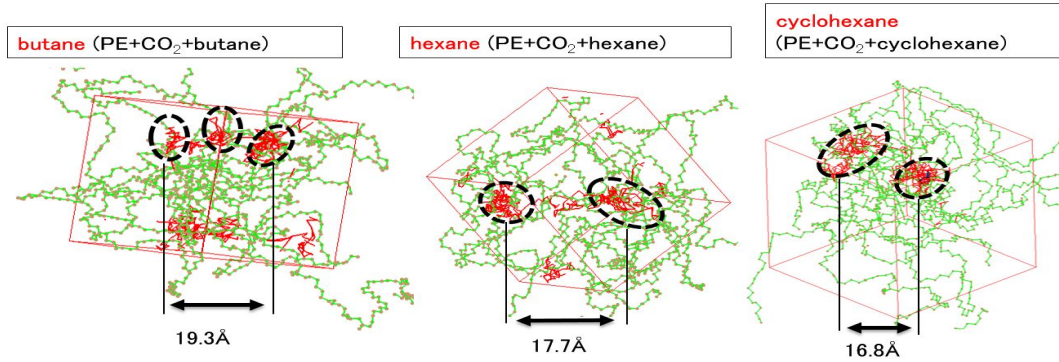 butane (PE+CO₂+butane)
hexane (PE+CO₂+hexane)
cyclohexane
(PE+CO₂+cyclohexane)
19.3Å
17.7Å
16.8Å